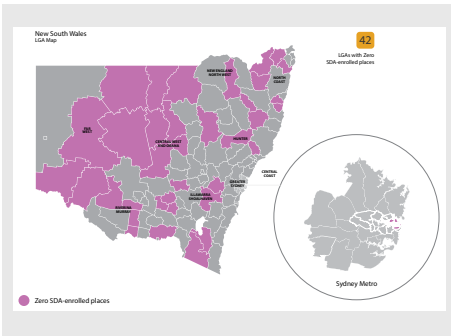 New South Wales
LGA Map
42
LGAs with Zero
SDA-enrolled places
NEW ENGLAND
NORTH WEST
NORTH
COAST
FAR
WEST
CENTRAL WEST
AND ORANA
HUNTER
CENTRAL
COAST
GREATER
SYDNEY
ILLAWARRA
SHOALHAVEN
RIVERINA
MURRAY
Sydney Metro
Zero SDA-enrolled places